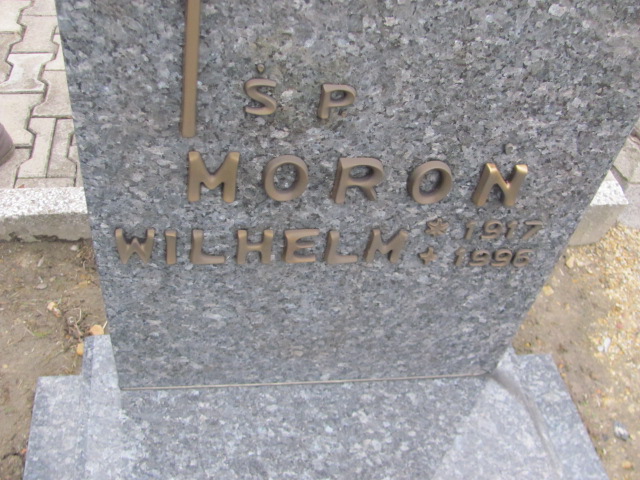 Ś P
MOROŃ
WILHELM * 1917
+ 1996